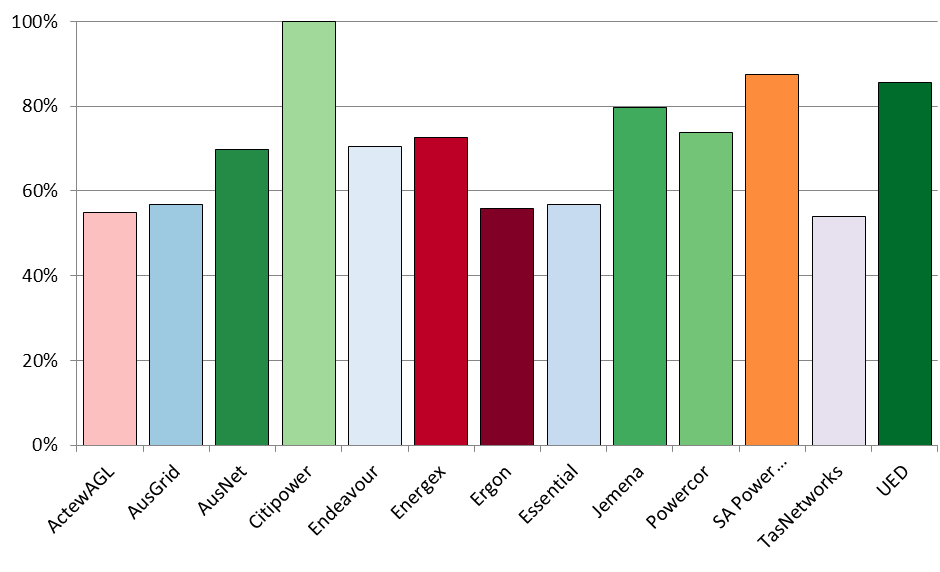 100%
80%
60%
40%
20%
0%
ActewAGL
AusGrid
AusNet
Citipower
Endeavour
Energex
Ergon
Essential
Jemena
Powercor
SA Power...
TasNetworks
UED